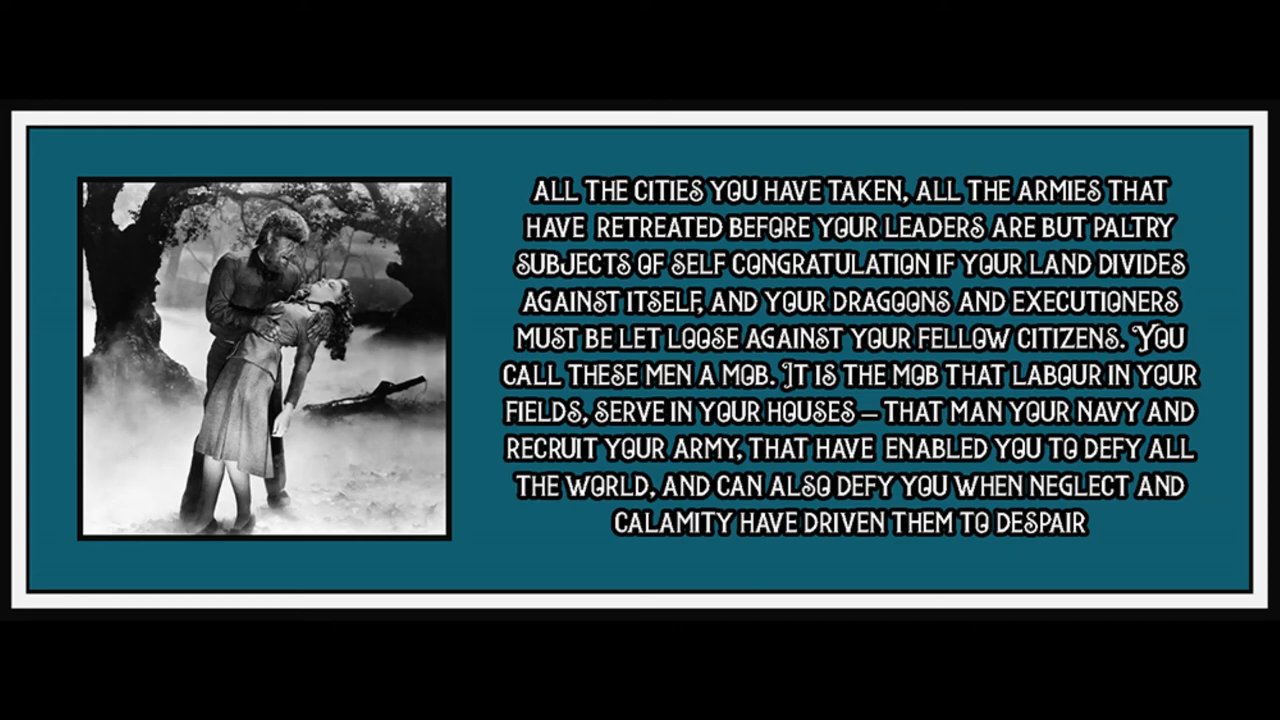 ALL THE CITIES YOU HAVE TAKEN, ALL THE ARMIES THAT
HAVE RETREATED BEFORE YOUR LEADERS ARE BUT PALTRY
SUBJECTS OF SELF CONGRATULATION IF YOUR LAND DIVIDES
AGAINST ITSELF, AND YOUR DRAGOONS AND EXECUTIONERS
MUST BE LET LOOSE AGAINST YOUR FELLOW CITIZENS. YOU
CALL THESE MEN A MOB. IT IS THE MOB THAT LABOUR IN YOUR
FIELDS, SERVE IN YOUR HOUSES – THAT MAN YOUR NAVY AND
RECRUIT YOUR ARMY, THAT HAVE ENABLED YOU TO DEFY ALL
THE WORLD, AND CAN ALSO DEFY YOU WHEN NEGLECT AND
CALAMITY HAVE DRIVEN THEM TO DESPAIR